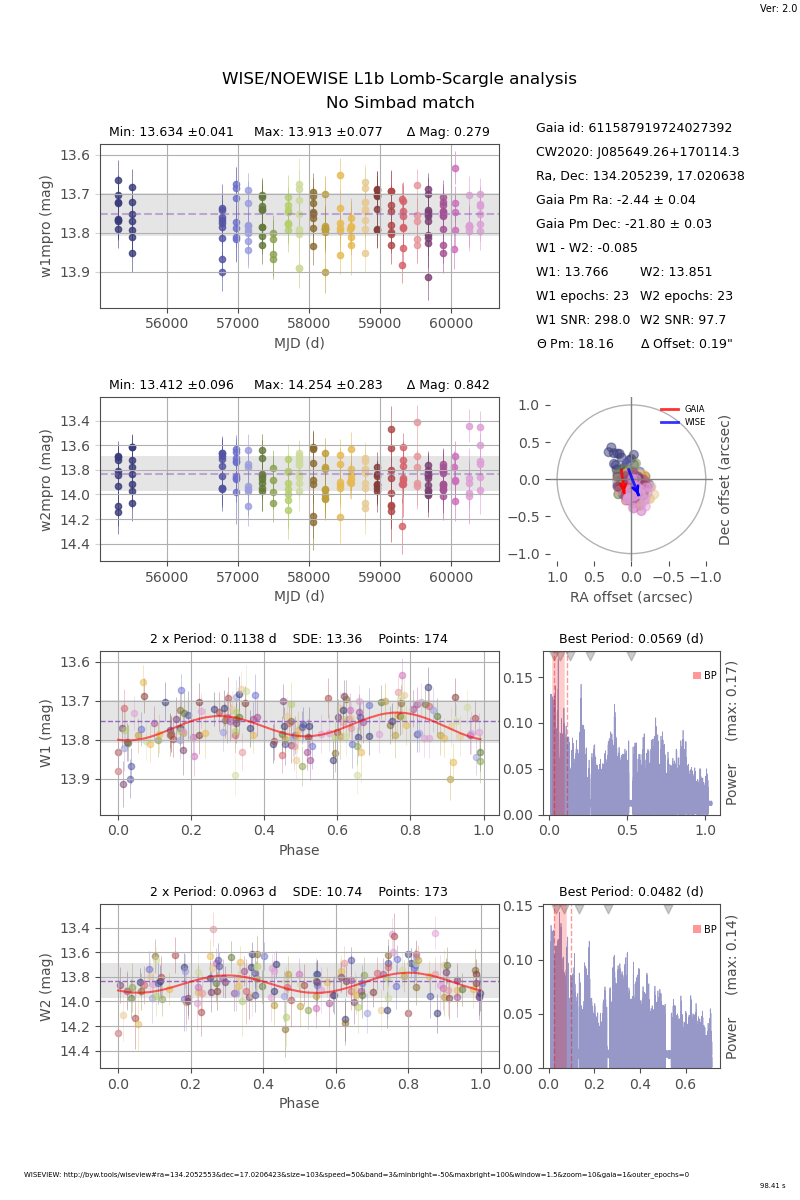 Ver: 2.0
WISE/NOEWISE L1b Lomb-Scargle analysis
No Simbad match
Min: 13.634 ±0.041 Max: 13.913 ±0.077 Δ Mag: 0.279
13.6
13.7
13.8
13.9
w1mpro (mag)
56000 57000 58000 59000 60000
MJD (d)
Gaia id: 611587919724027392
CW2020: J085649.26+170114.3
Ra, Dec: 134.205239, 17.020638
Gaia Pm Ra: -2.44 ± 0.04
Gaia Pm Dec: -21.80 ± 0.03
W1 - W2: -0.085
W1: 13.766 W2: 13.851
W1 epochs: 23 W2 epochs: 23
W1 SNR: 298.0 W2 SNR: 97.7
Θ Pm: 18.16 Δ Offset: 0.19"
Min: 13.412 ±0.096 Max: 14.254 ±0.283 Δ Mag: 0.842
13.4
13.6
13.8
14.0
14.2
14.4
w2mpro (mag)
56000 57000 58000 59000 60000
MJD (d)
1.0
0.5
0.0
−0.5
−1.0
GAIA
WISE
Dec offset (arcsec)
1.0 0.5 0.0 −0.5 −1.0
RA offset (arcsec)
2 x Period: 0.1138 d SDE: 13.36 Points: 174
13.6
13.7
13.8
13.9
W1 (mag)
0.0 0.2 0.4 0.6 0.8 1.0
Phase
Best Period: 0.0569 (d)
0.15
0.10
0.05
0.00
BP
Power (max: 0.17)
0.0 0.5 1.0
2 x Period: 0.0963 d SDE: 10.74 Points: 173
13.4
13.6
13.8
14.0
14.2
14.4
W2 (mag)
0.0 0.2 0.4 0.6 0.8 1.0
Phase
Best Period: 0.0482 (d)
0.15
0.10
0.05
0.00
BP
Power (max: 0.14)
0.0 0.2 0.4 0.6
WISEVIEW: http://byw.tools/wiseview#ra=134.2052553&dec=17.0206423&size=103&speed=50&band=3&minbright=-50&maxbright=100&window=1.5&zoom=10&gaia=1&outer_epochs=0
98.41 s